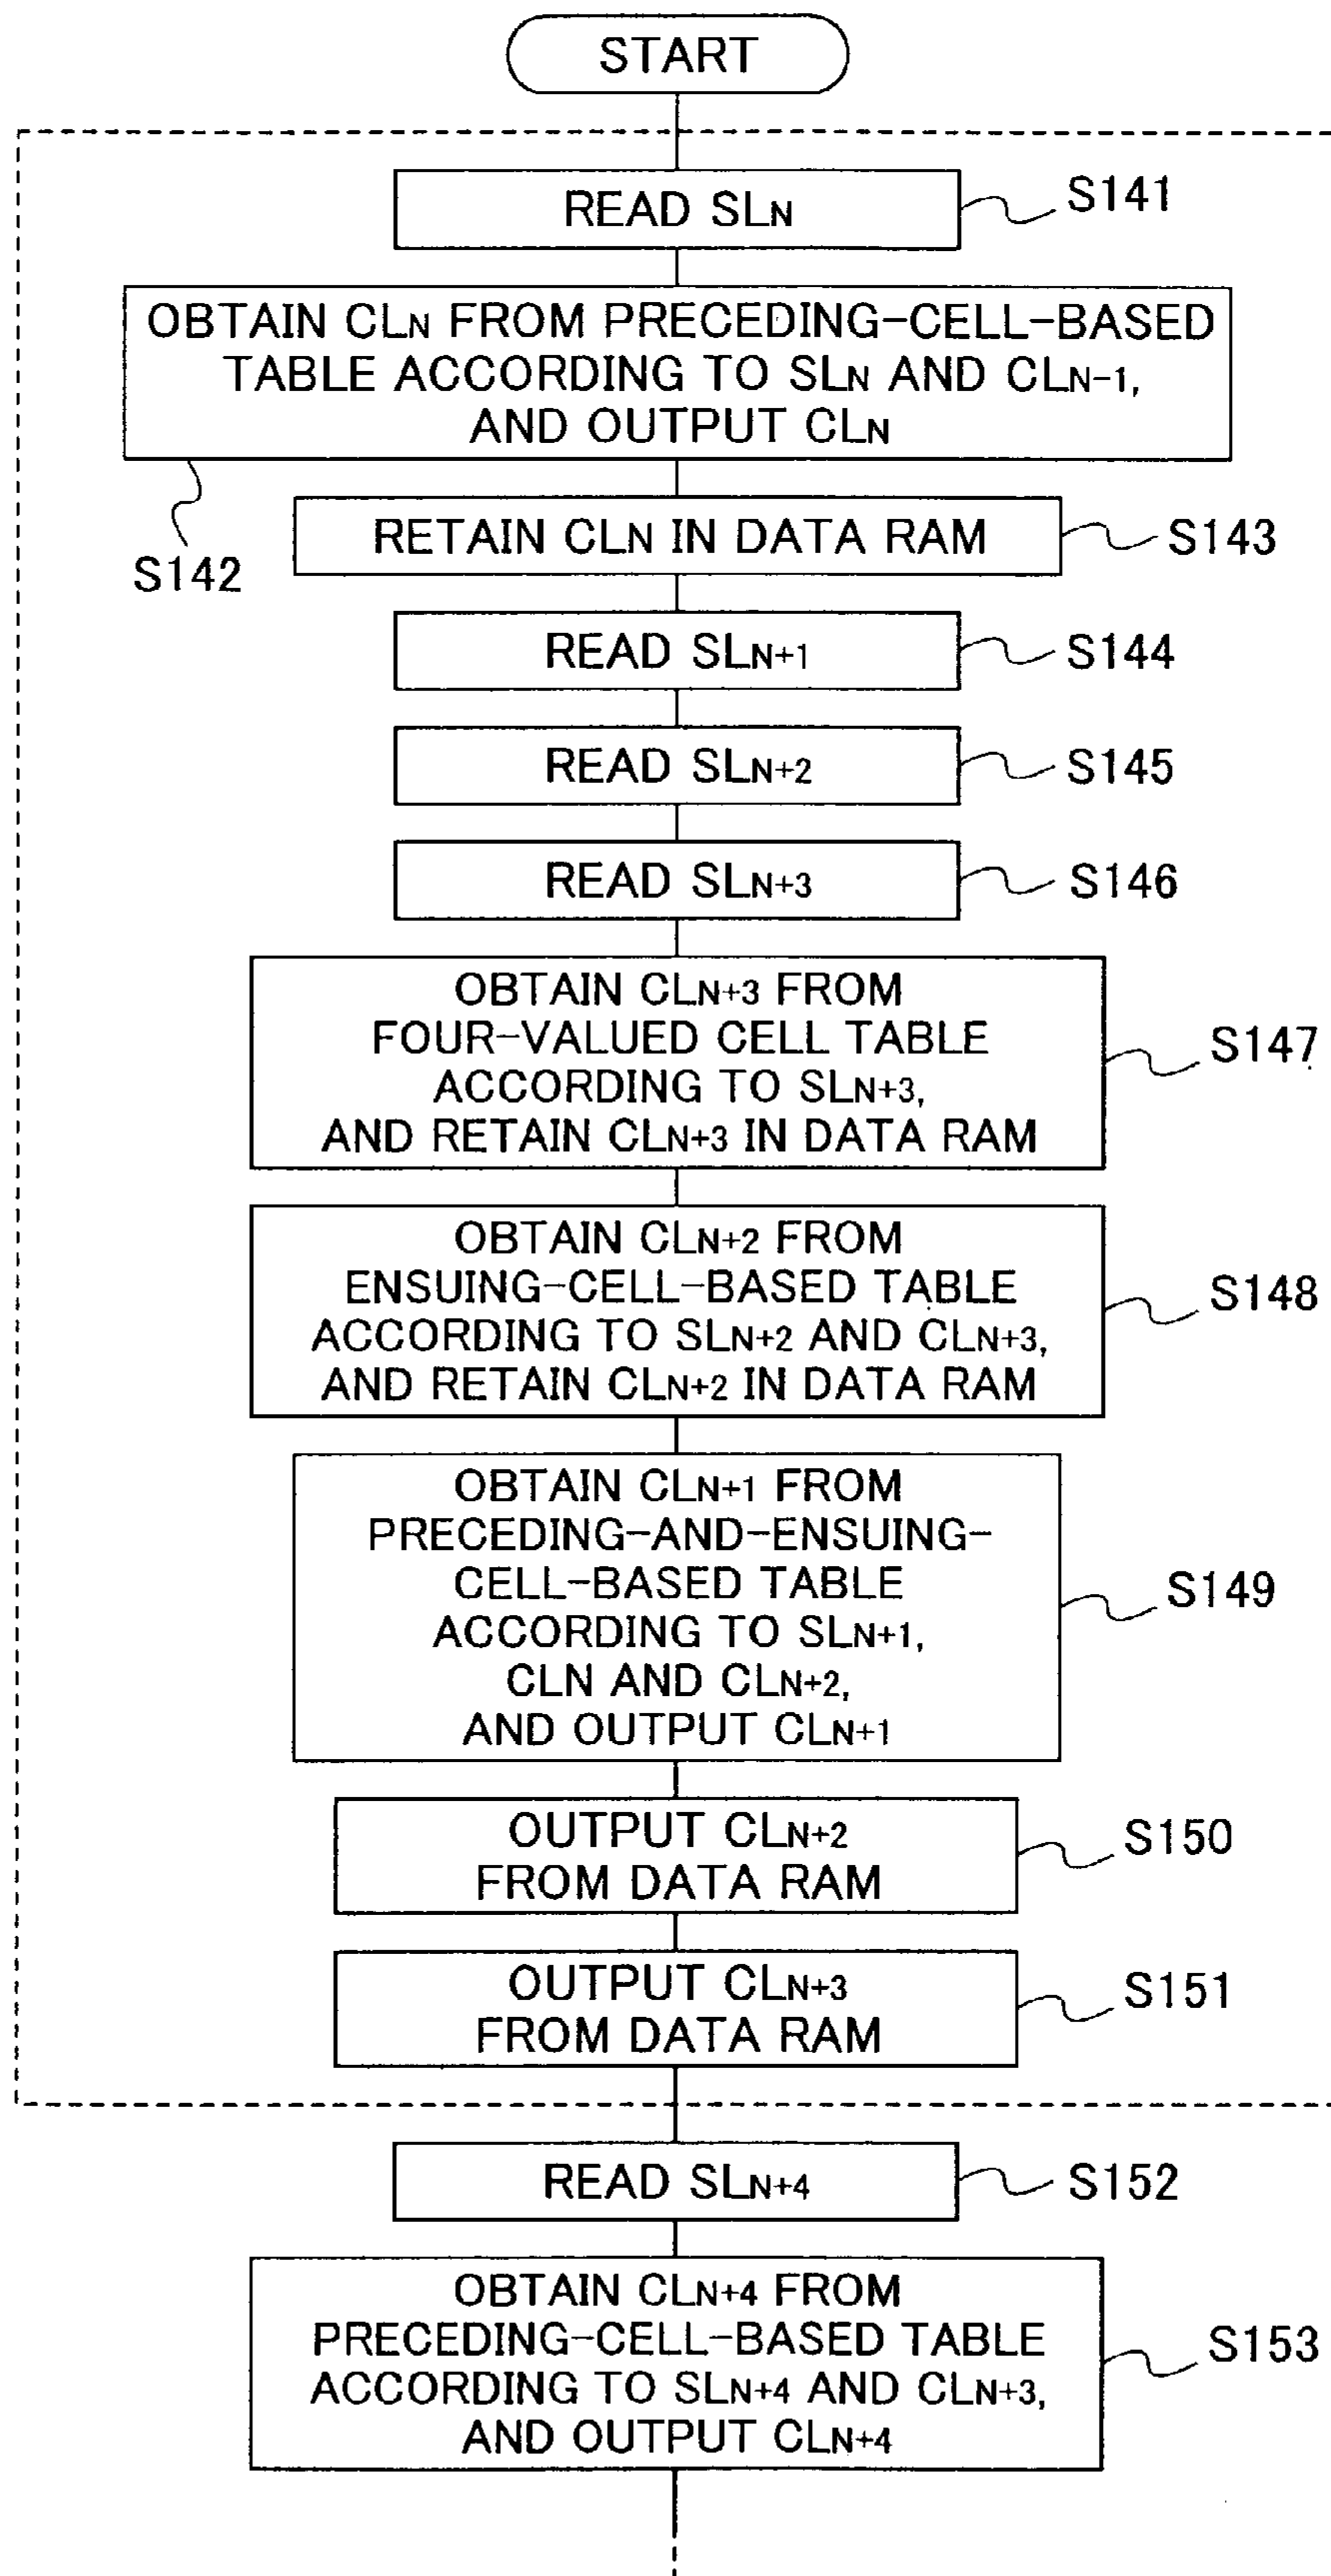 START
READ SLN
S141
OBTAIN CLN FROM PRECEDING-CELL-BASED
TABLE ACCORDING TO SLN AND CLN-1,
AND OUTPUT CLN
S142
RETAIN CLN IN DATA RAM
S143
READ SLN+1
S144
READ SLN+2
S145
READ SLN+3
S146
OBTAIN CLN+3 FROM
FOUR-VALUED CELL TABLE
ACCORDING TO SLN+3,
AND RETAIN CLN+3 IN DATA RAM
S147
OBTAIN CLN+2 FROM
ENSUING-CELL-BASED TABLE
ACCORDING TO SLN+2 AND CLN+3,
AND RETAIN CLN+2 IN DATA RAM
S148
OBTAIN CLN+1 FROM
PRECEDING-AND-ENSUING-
CELL-BASED TABLE
ACCORDING TO SLN+1,
CLN AND CLN+2,
AND OUTPUT CLN+1
S149
OUTPUT CLN+2
FROM DATA RAM
S150
OUTPUT CLN+3
FROM DATA RAM
S151
READ SLN+4
S152
OBTAIN CLN+4 FROM
PRECEDING-CELL-BASED TABLE
ACCORDING TO SLN+4 AND CLN+3,
AND OUTPUT CLN+4
S153